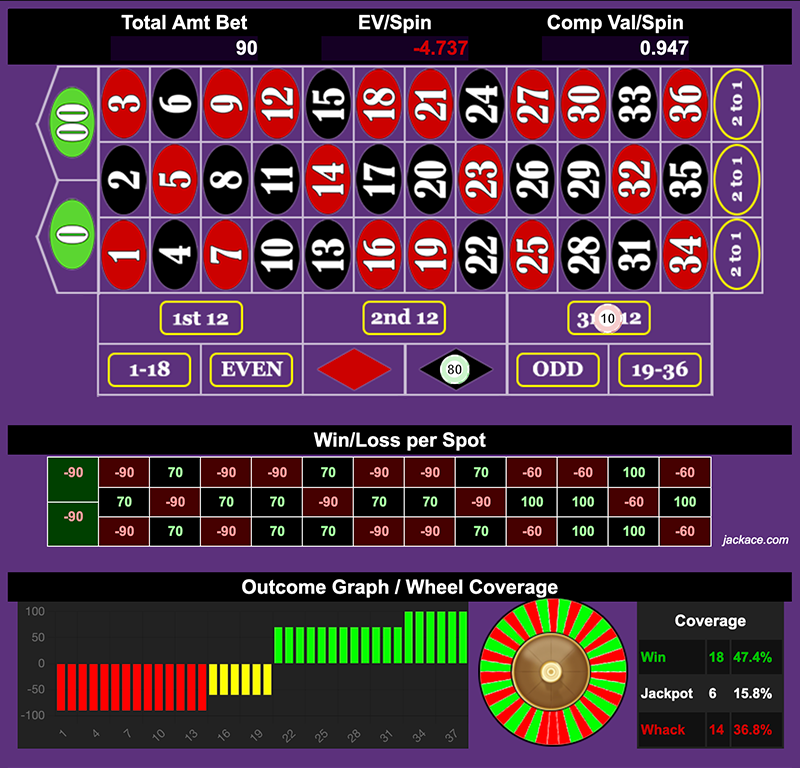 Total Amt Bet EV/Spin Comp Val/Spin
90 -4.737 0.947
00 3 6 9 12 15 18 21 24 27 30 33 36 2 to 1
2 5 8 11 14 17 20 23 26 29 32 35 2 to 1
0 1 4 7 10 13 16 19 22 25 28 31 34 2 to 1
1st 12 2nd 12 3 10 12
1-18 EVEN 80 ODD 19-36
Win/Loss per Spot
-90 -90 70 -90 -90 70 -90 -90 70 -60 -60 100 -60
70 -90 70 70 -90 70 70 -90 100 100 -60 100
-90 -90 70 -90 70 70 -90 -90 70 -60 100 100 -60
jackace.com
Outcome Graph / Wheel Coverage
100
50
0
-50
-100
1 4 7 10 13 16 19 22 25 28 31 34 37
Coverage
Win 18 47.4%
Jackpot 6 15.8%
Whack 14 36.8%